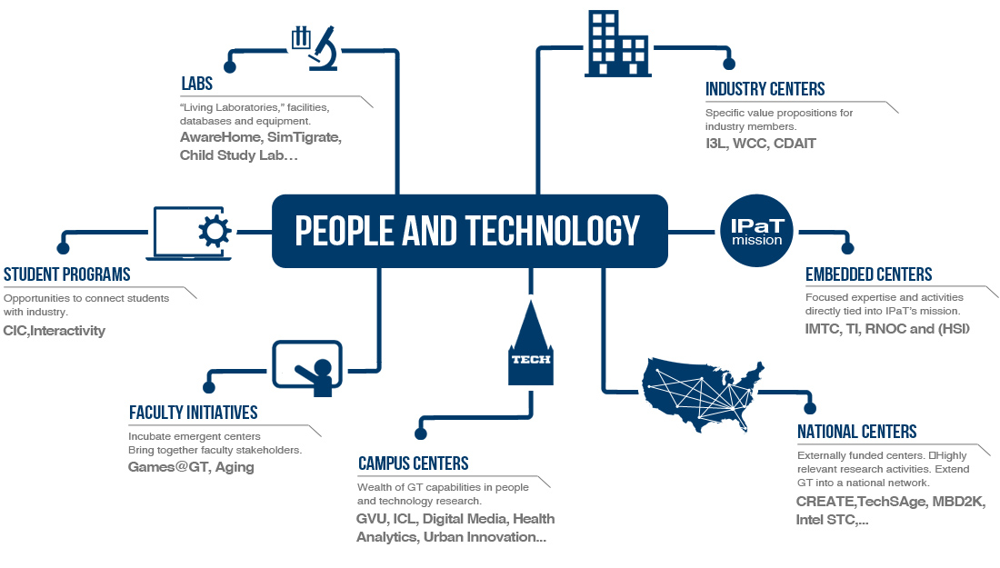 LABS
“Living Laboratories,” facilities,
databases and equipment.
AwareHome, SimTigrate,
Child Study Lab…
INDUSTRY CENTERS
Specific value propositions for
industry members.
I3L, WCC, CDAIT
PEOPLE AND TECHNOLOGY
IPaT
mission
STUDENT PROGRAMS
Opportunities to connect students
with industry.
CIC,Interactivity
EMBEDDED CENTERS
Focused expertise and activities
directly tied into IPaT’s mission.
IMTC, TI, RNOC and (HSI)
TECH
FACULTY INITIATIVES
Incubate emergent centers
Bring together faculty stakeholders.
Games@GT, Aging
CAMPUS CENTERS
Wealth of GT capabilities in people
and technology research.
GVU, ICL, Digital Media, Health
Analytics, Urban Innovation...
NATIONAL CENTERS
Externally funded centers. Highly
relevant research activities. Extend
GT into a national network.
CREATE,TechSAge, MBD2K,
Intel STC,...